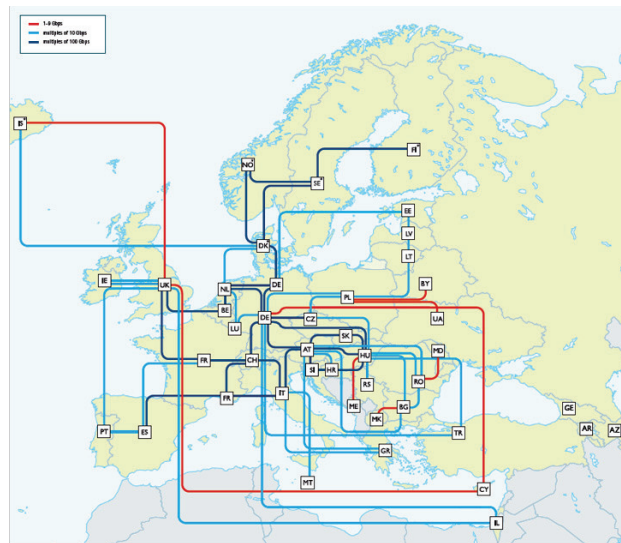 1-9 Gbps
multiples of 10 Gbps
multiples of 100 Gbps
IS
NO
FI
SE
EE
LV
DK
LT
IE
UK
NL
DE
BY
PL
BE
LU
DE
CZ
UA
SK
MD
AT
HU
FR
CH
SI
HR
RS
RO
FR
IT
ME
BG
MK
GE
AR
AZ
PT
ES
TR
GR
MT
CY
IL